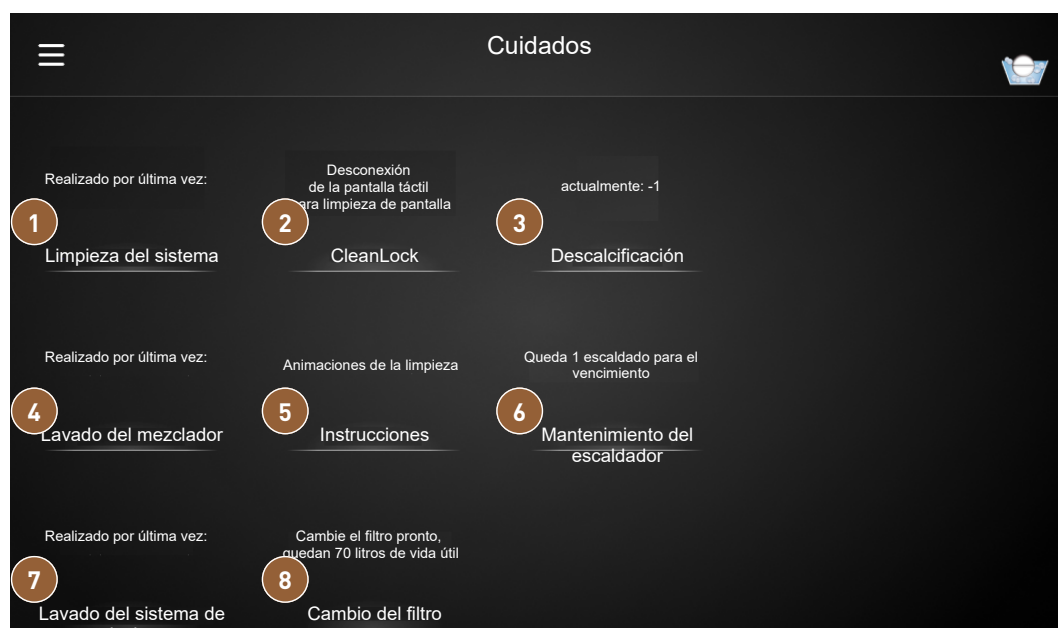 Cuidados
Realizado por última vez:
1
Limpieza del sistema
Desconexión
de la pantalla táctil
para limpieza de pantalla
2
CleanLock
actualmente: -1
3
Descalcificación
Realizado por última vez:
4
Lavado del mezclador
Animaciones de la limpieza
5
Instrucciones
Queda 1 escaldado para el
vencimiento
6
Mantenimiento del
escaldador
Realizado por última vez:
7
Lavado del sistema de
Cambie el filtro pronto,
quedan 70 litros de vida útil
8
Cambio del filtro